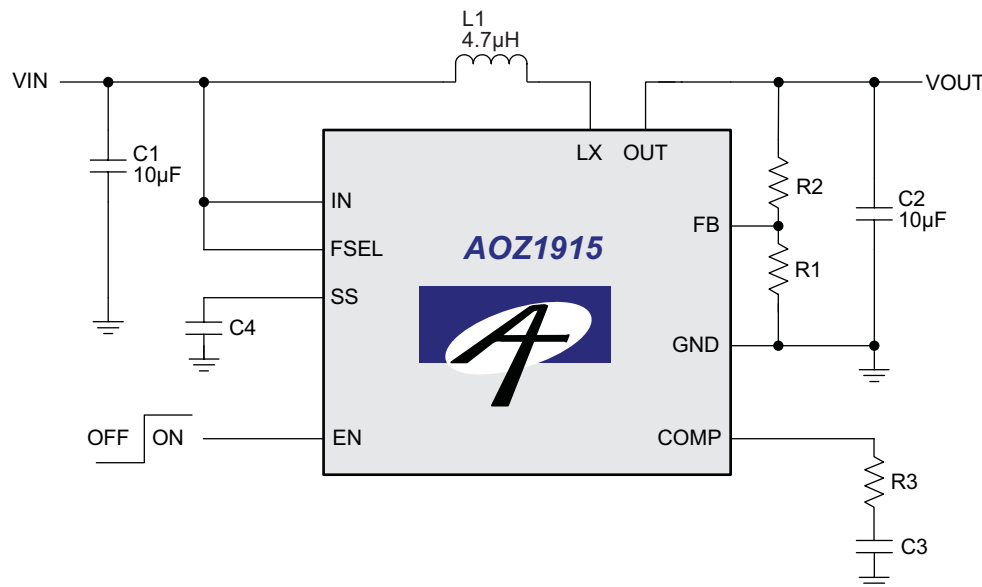 L1
4.7µH
VIN
VOUT
LX OUT
C1
10µF
R2
C2
10µF
IN
FB
FSEL
AOZ1915
R1
SS
C4
GND
OFF ON
EN
COMP
R3
C3